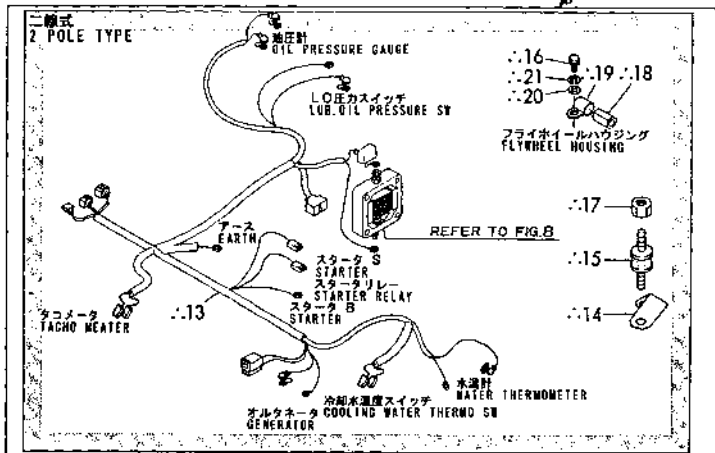 二線式
2 POLE TYPE
油圧計
OIL PRESSURE GAUGE
LO圧力スイッチ
LUB.OIL PRESSURE SW
∴16
∴21
∴19
∴18
∴20
フライホイールハウジング
FLYWHEEL HOUSING
∴17
アース
EARTH
REFER TO FIG.8
∴15
スタータ S
STARTER
スタータリレー
STARTER RELAY
∴13
スタータ B
STARTER
∴14
タコメータ
TACHO MEATER
水温計
WATER THERMOMETER
冷却水温度スイッチ
COOLING WATER THERMO SW
オルタネータ
GENERATOR